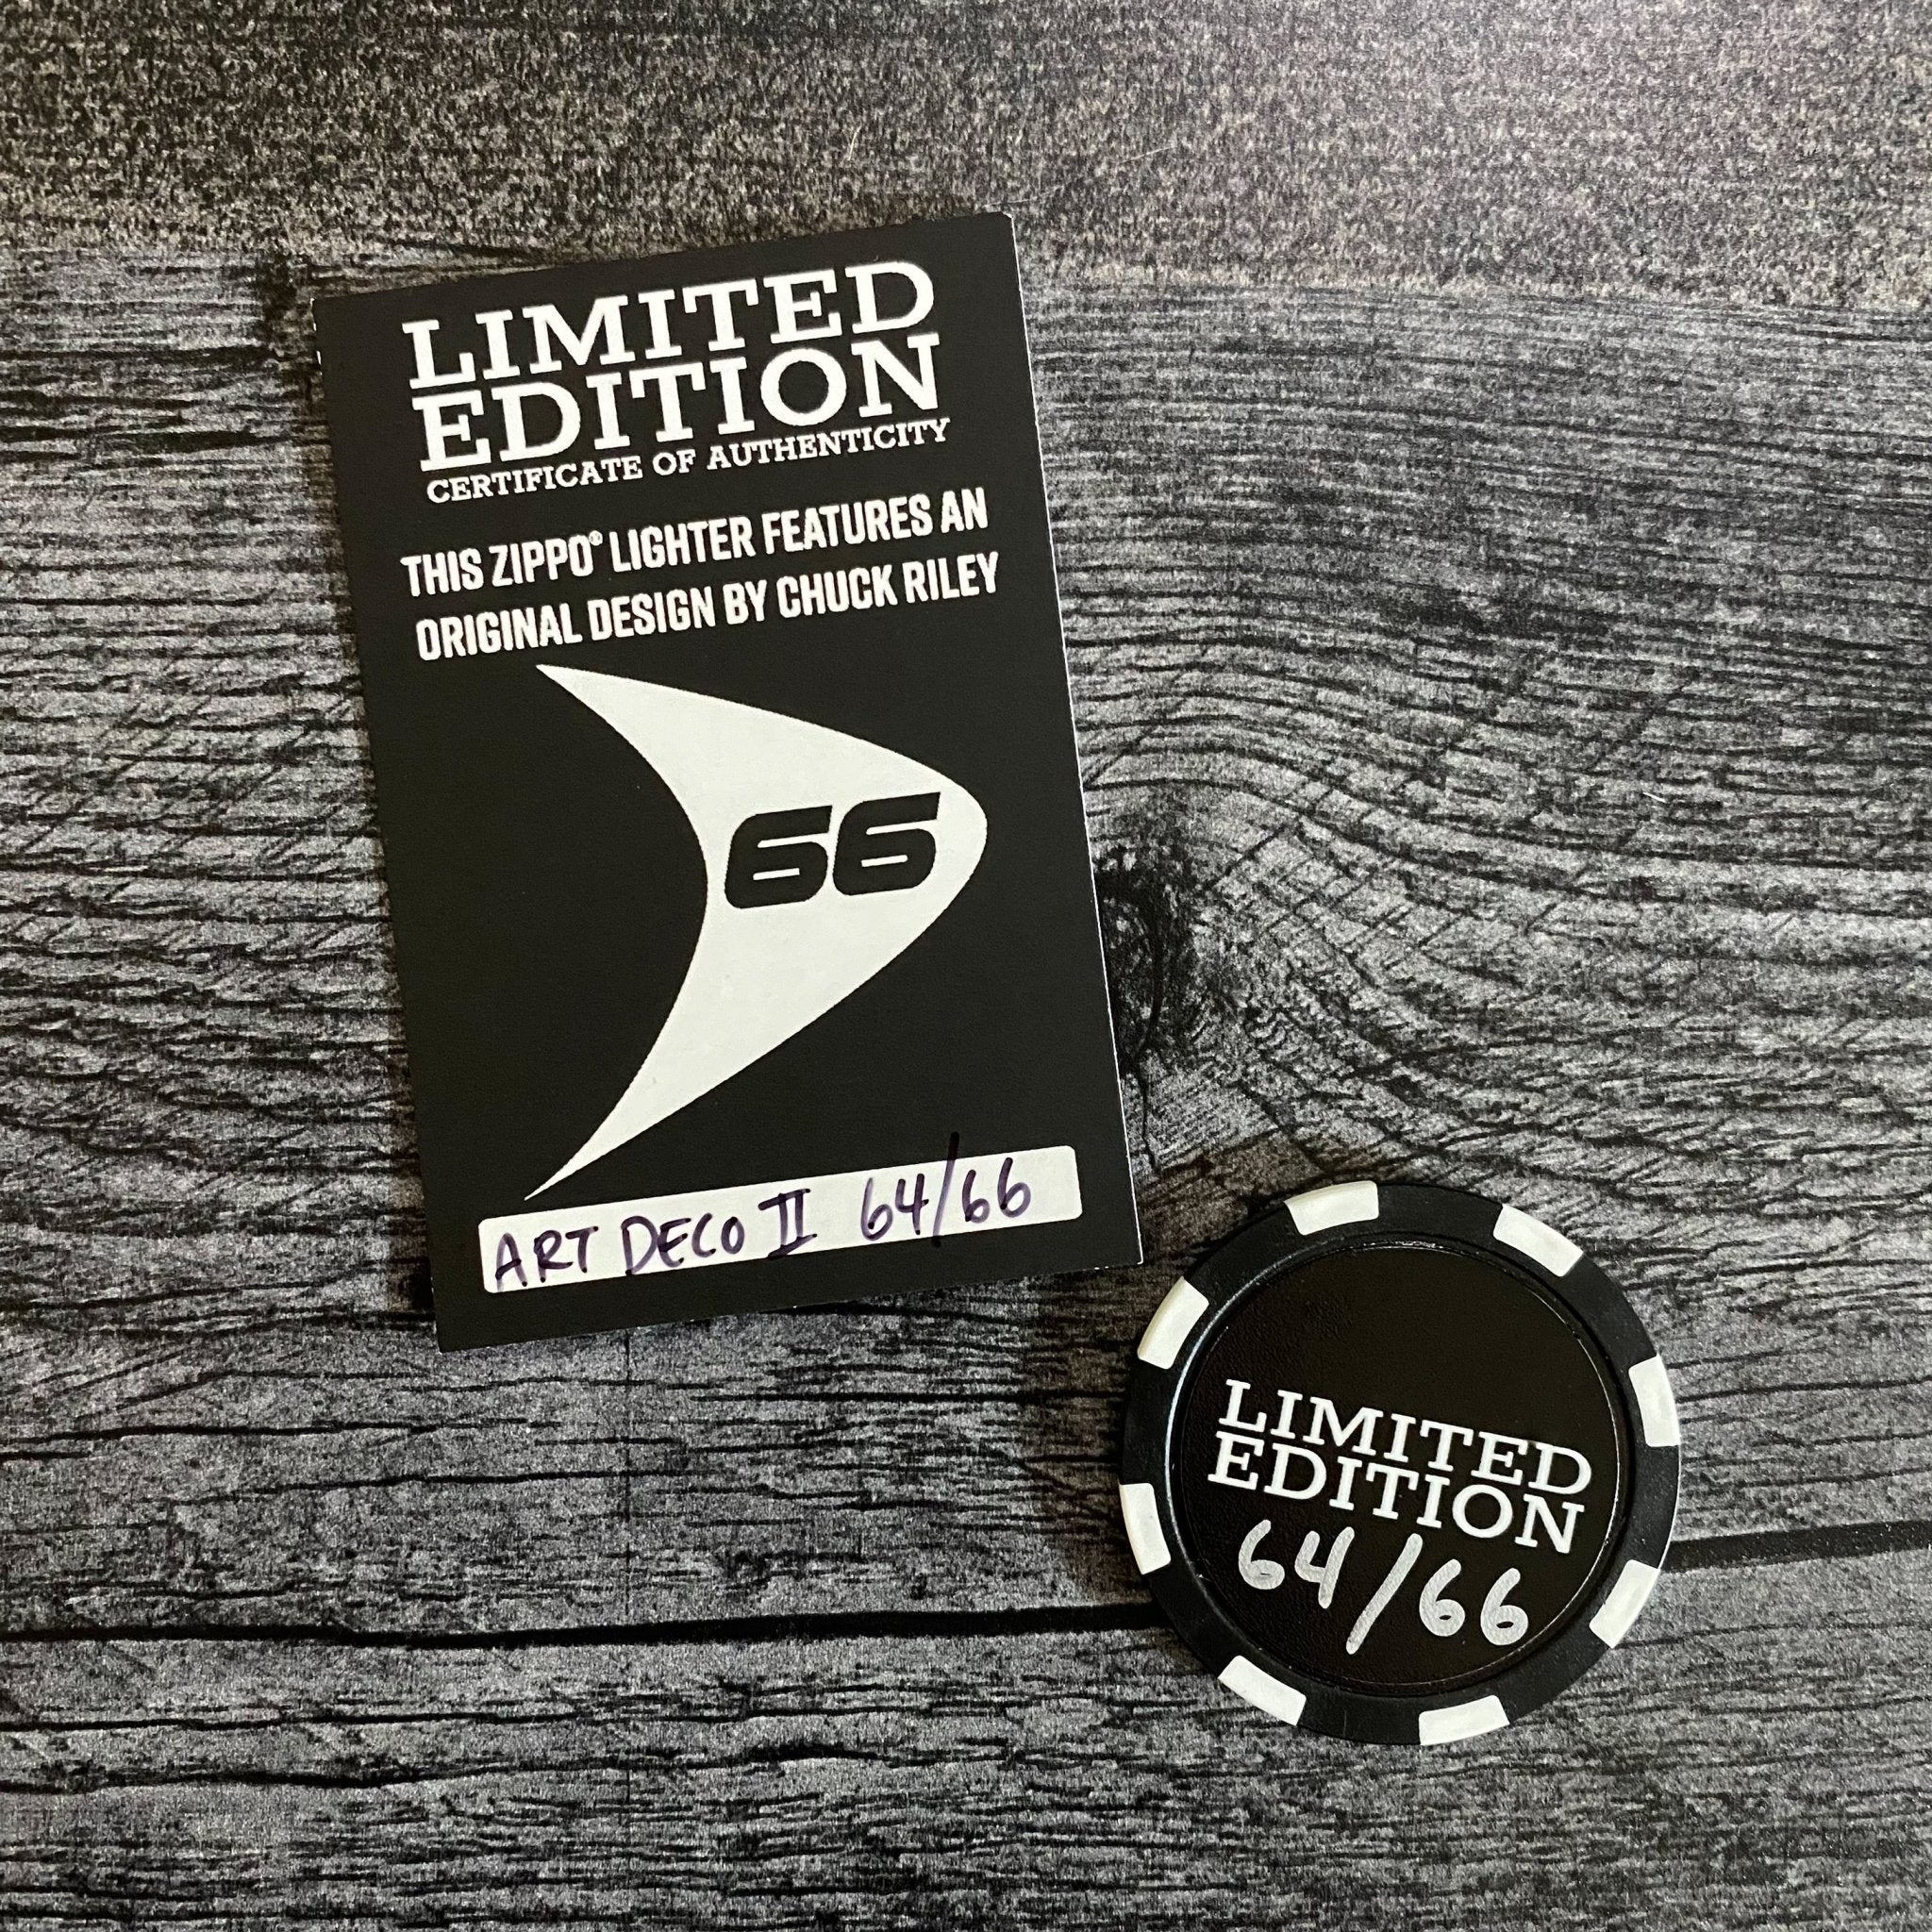 LIMITED
EDITION
CERTIFICATE OF AUTHENTICITY
THIS ZIPPO® LIGHTER FEATURES AN
ORIGINAL DESIGN BY CHUCK RILEY
66
ART DECO II 64/66
LIMITED
EDITION
64/66